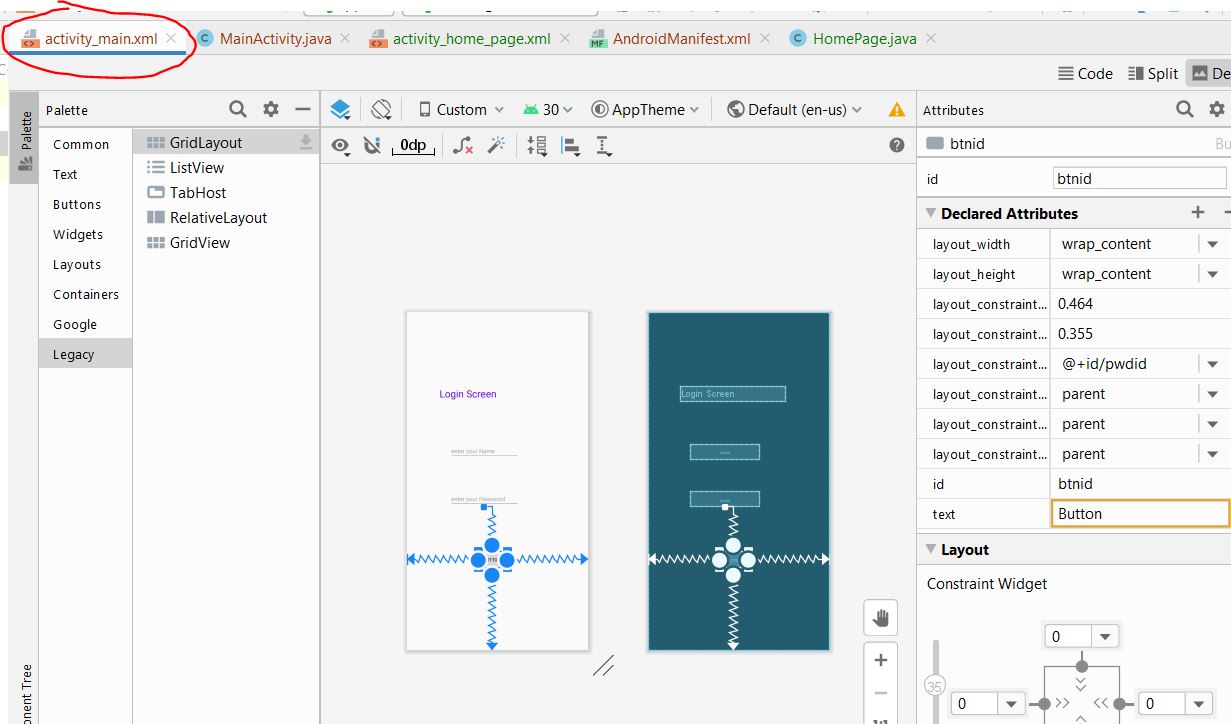 activity_main.xml
MainActivity.java
activity_home_page.xml
AndroidManifest.xml
HomePage.java
Code
Split
De
Palette
Palette
Common
Text
Buttons
Widgets
Layouts
Containers
Google
Legacy
GridLayout
ListView
TabHost
RelativeLayout
GridView
Custom
30
AppTheme
Default (en-us)
0dp
Login Screen
enter your Name
enter your Password
Login Screen
35
Attributes
btnid
Bu
id
btnid
Declared Attributes
layout_width
wrap_content
layout_height
wrap_content
layout_constraint...
0.464
layout_constraint...
0.355
layout_constraint...
@+id/pwdid
layout_constraint...
parent
layout_constraint...
parent
layout_constraint...
parent
id
btnid
text
Button
Layout
Constraint Widget
0
0
0
nent Tree